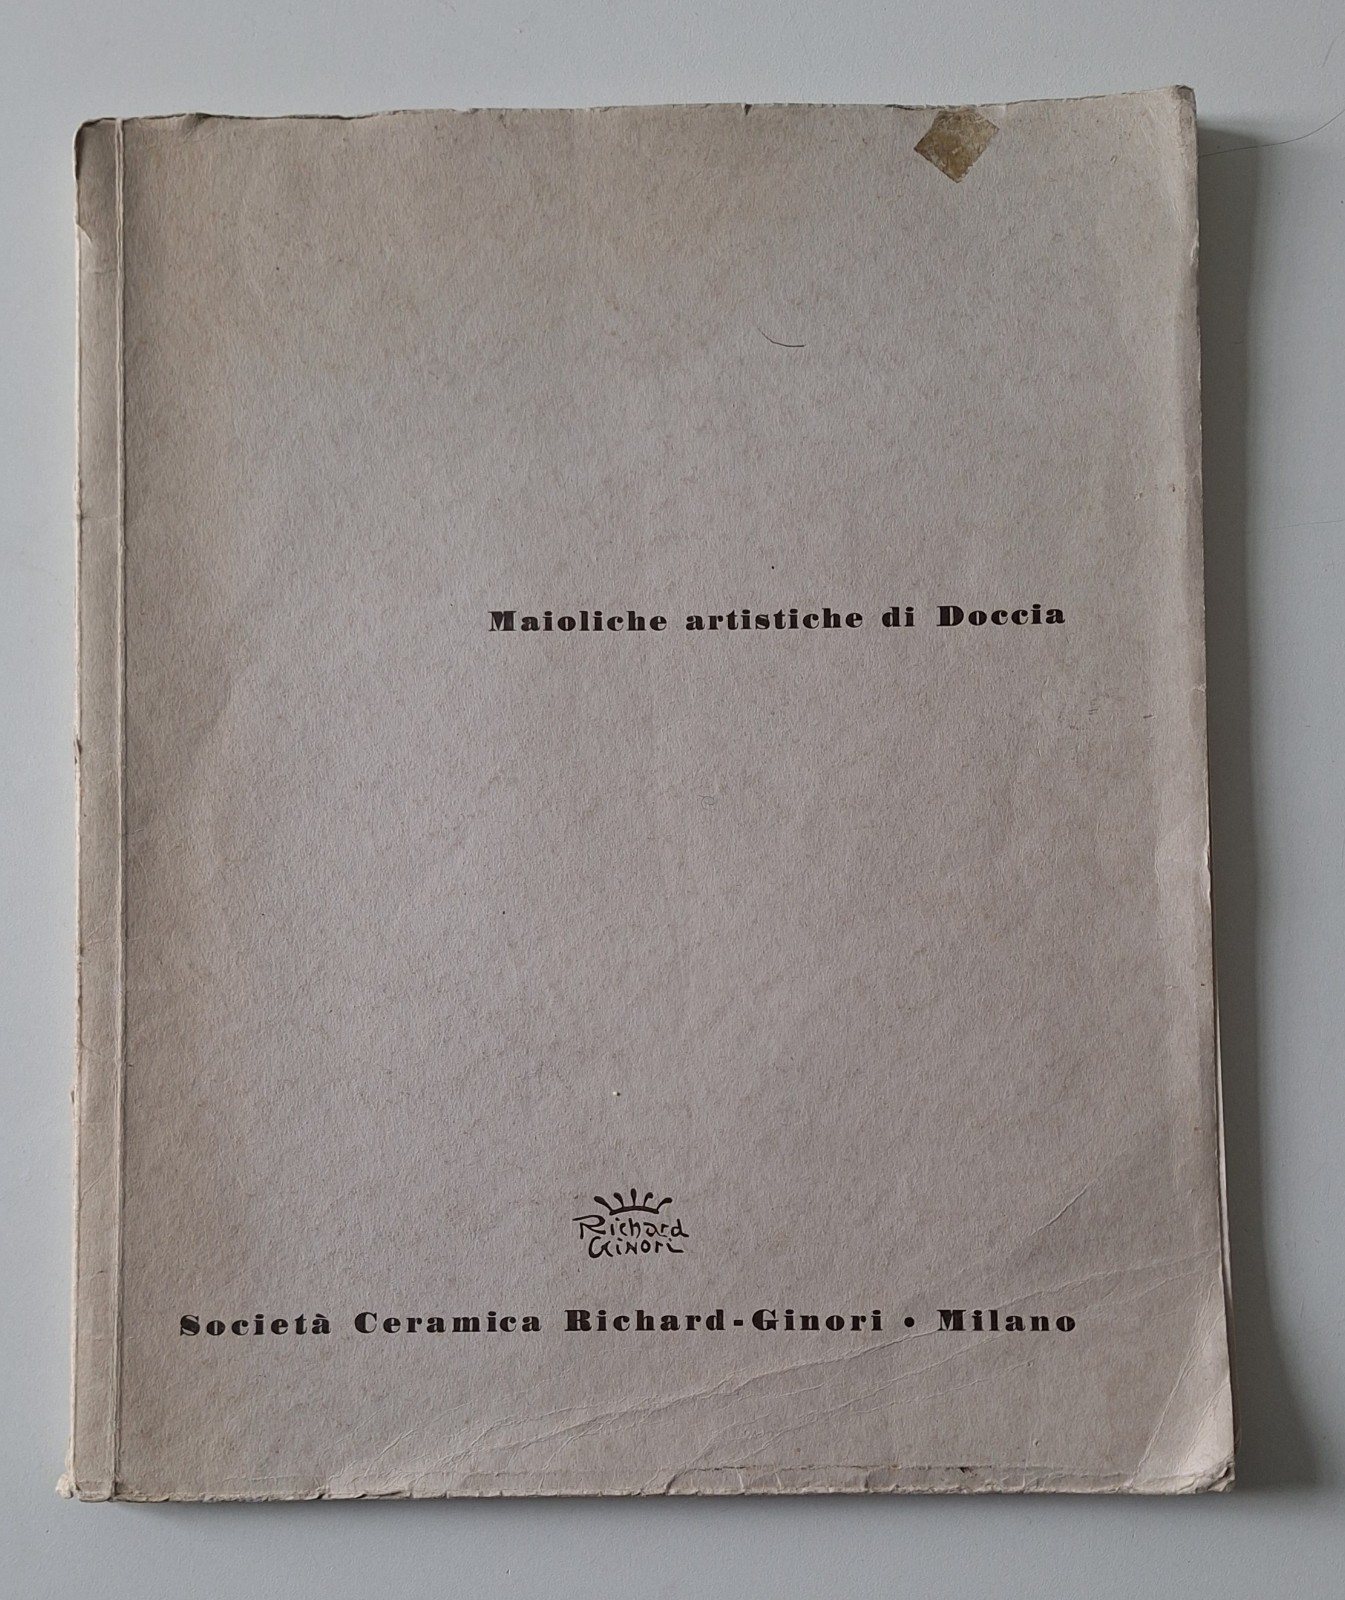 Maioliche artistiche di Doccia
Richard
Ginori
Società Ceramica Richard-Ginori • Milano